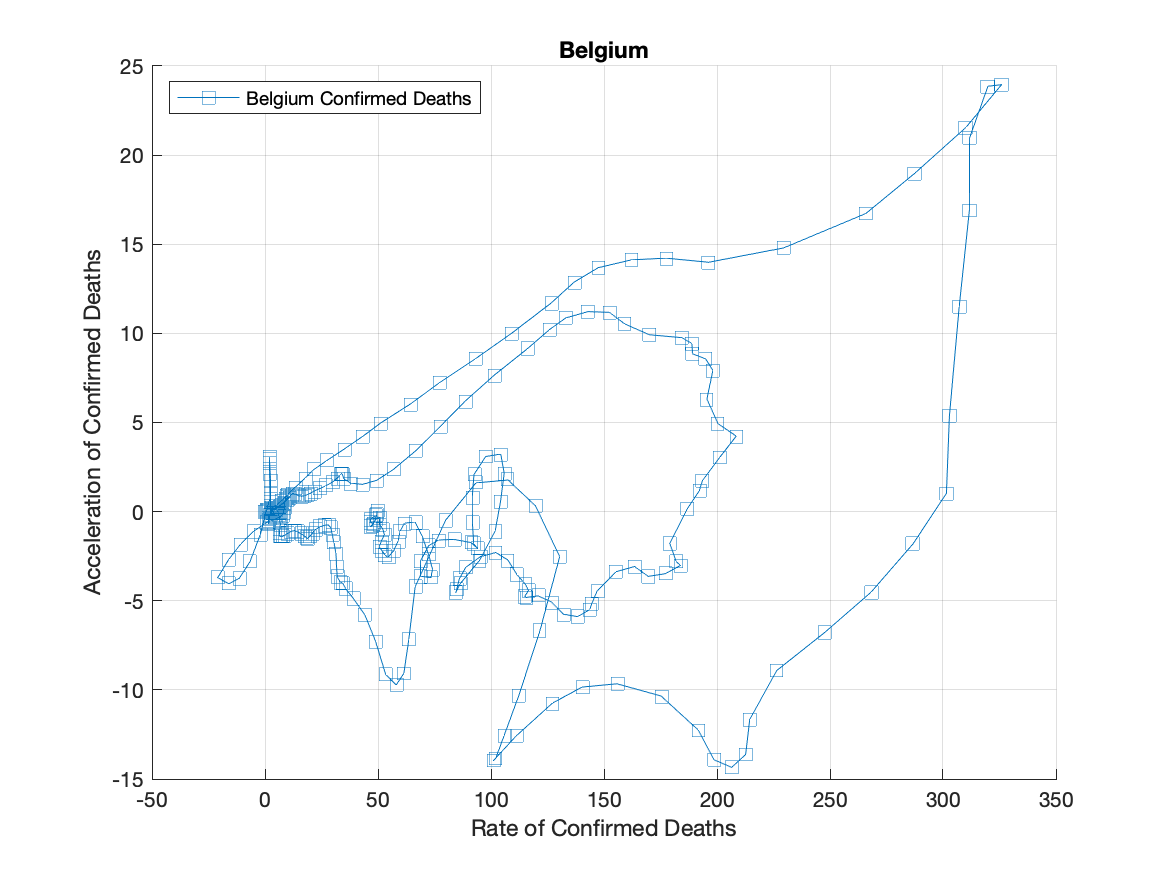 Belgium
Belgium Confirmed Deaths
25
20
15
10
5
0
-5
-10
-15
Acceleration of Confirmed Deaths
-50 0 50 100 150 200 250 300 350
Rate of Confirmed Deaths